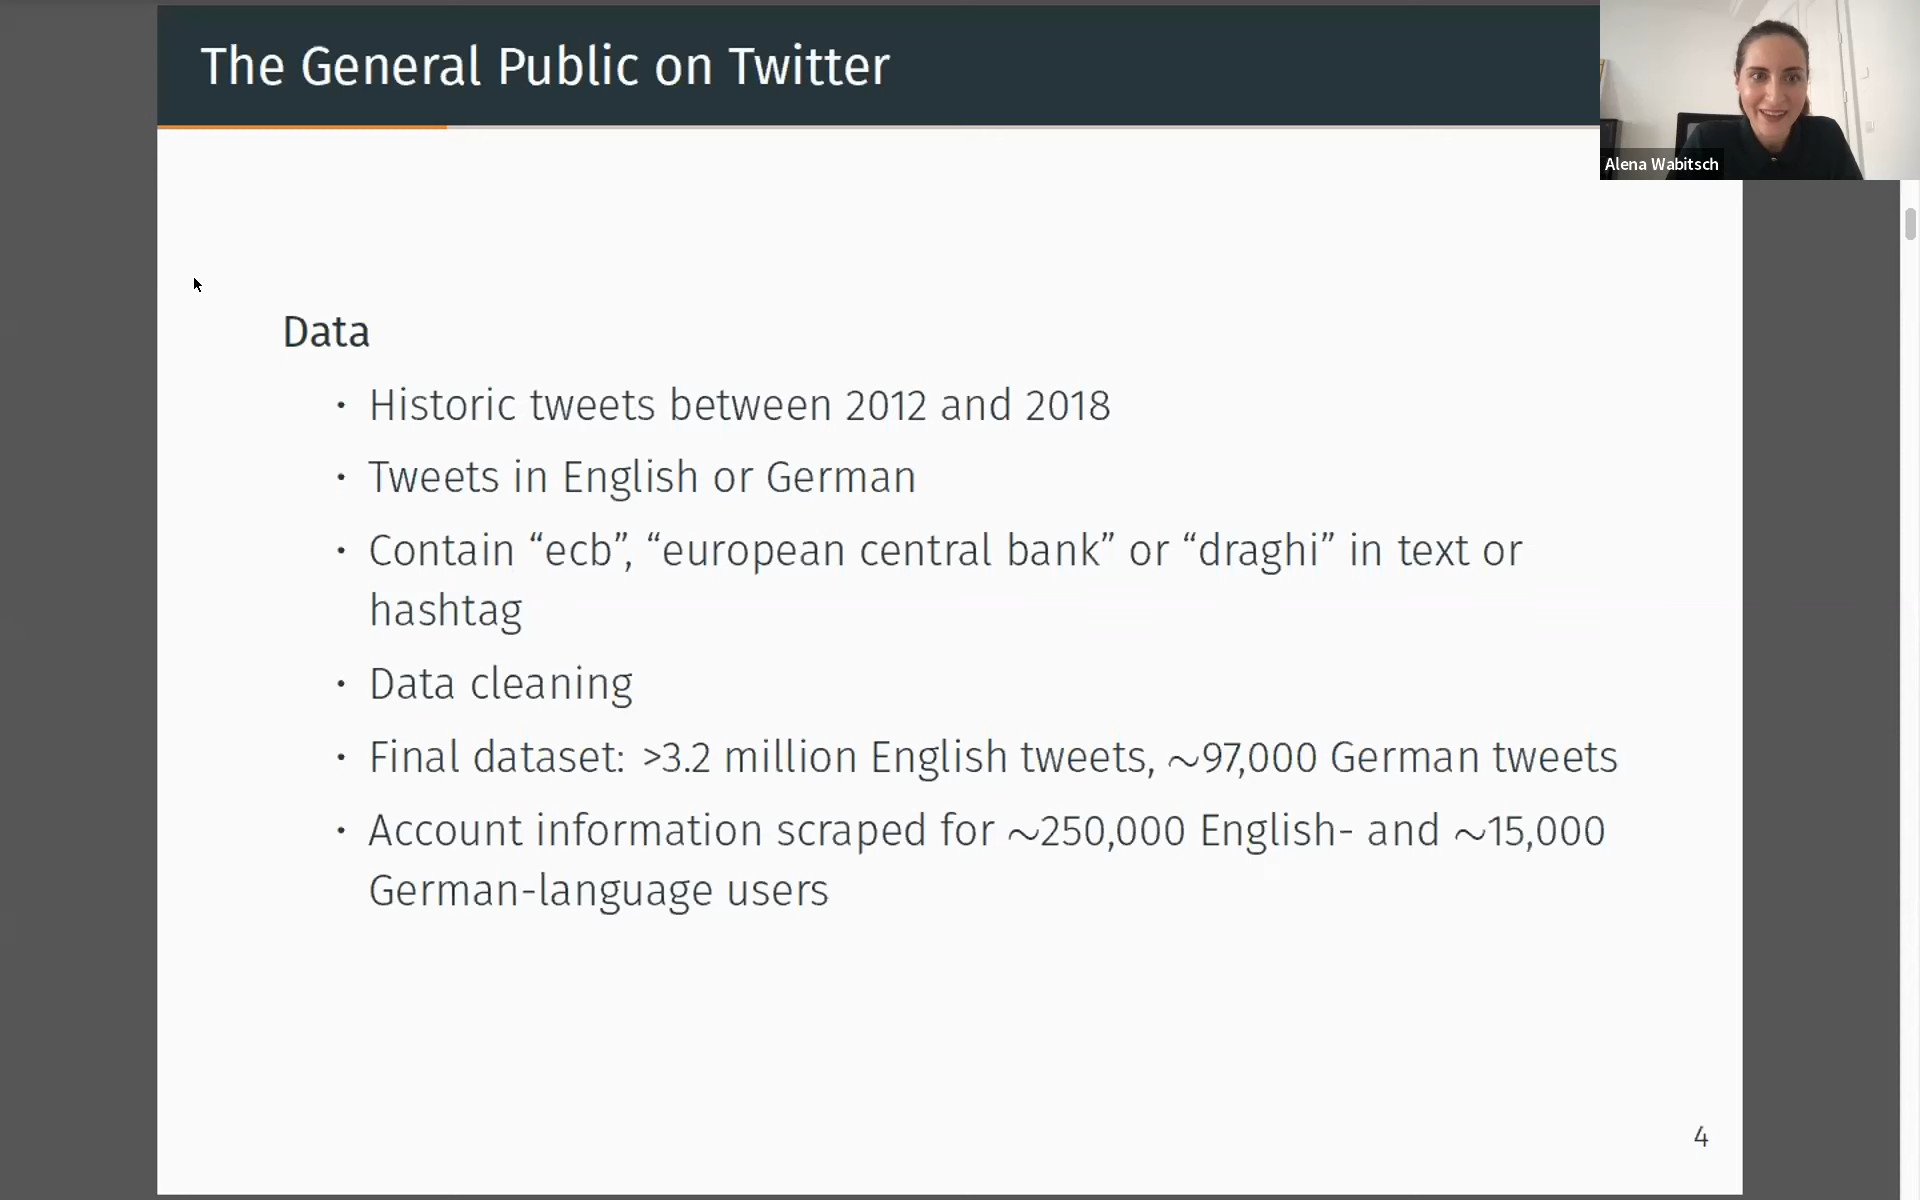 The General Public on Twitter
Alena Wabitsch
Data
· Historic tweets between 2012 and 2018
· Tweets in English or German
· Contain “ecb”, “european central bank” or “draghi” in text or
hashtag
· Data cleaning
· Final dataset: >3.2 million English tweets, ∼97,000 German tweets
· Account information scraped for ∼250,000 English- and ∼15,000
German-language users
4